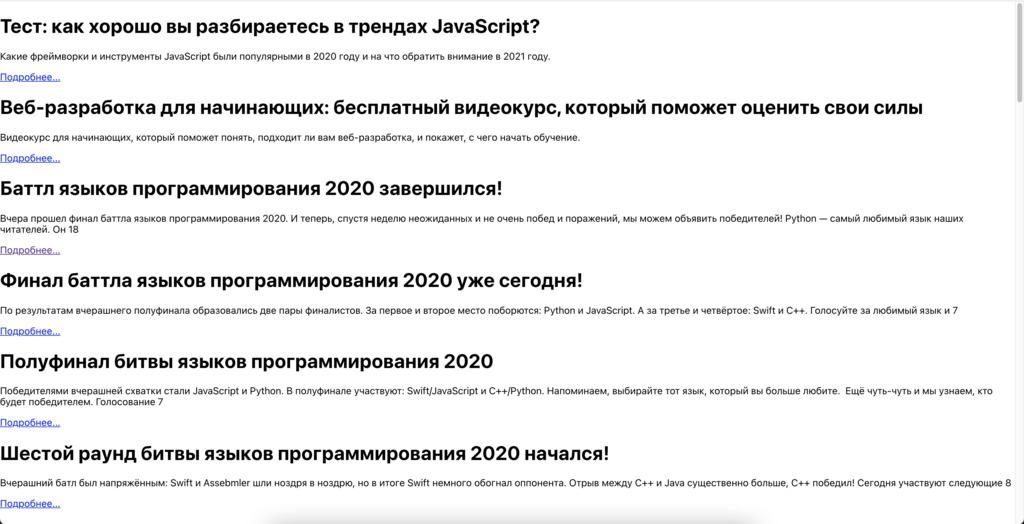 Тест: как хорошо вы разбираетесь в трендах JavaScript?
Какие фреймворки и инструменты JavaScript были популярными в 2020 году и на что обратить внимание в 2021 году.
Подробнее...
Веб-разработка для начинающих: бесплатный видеокурс, который поможет оценить свои силы
Видеокурс для начинающих, который поможет понять, подходит ли вам веб-разработка, и покажет, с чего начать обучение.
Подробнее...
Баттл языков программирования 2020 завершился!
Вчера прошел финал баттла языков программирования 2020. И теперь, спустя неделю неожиданных и не очень побед и поражений, мы можем объявить победителей! Python — самый любимый язык наших
читателей. Он 18
Подробнее...
Финал баттла языков программирования 2020 уже сегодня!
По результатам вчерашнего полуфинала образовались две пары финалистов. За первое и второе место поборются: Python и JavaScript. А за третье и четвёртое: Swift и C++. Голосуйте за любимый язык и 7
Подробнее...
Полуфинал битвы языков программирования 2020
Победителями вчерашней схватки стали JavaScript и Python. В полуфинале участвуют: Swift/JavaScript и C++/Python. Напоминаем, выбирайте тот язык, который вы больше любите.  Ещё чуть-чуть и мы узнаем, кто
будет победителем. Голосование 7
Подробнее...
Шестой раунд битвы языков программирования 2020 начался!
Вчерашний батл был напряжённым: Swift и Assebmler шли ноздря в ноздрю, но в итоге Swift немного обогнал оппонента. Отрыв между C++ и Java существенно больше, C++ победил! Сегодня участвуют следующие 8
Подробнее...